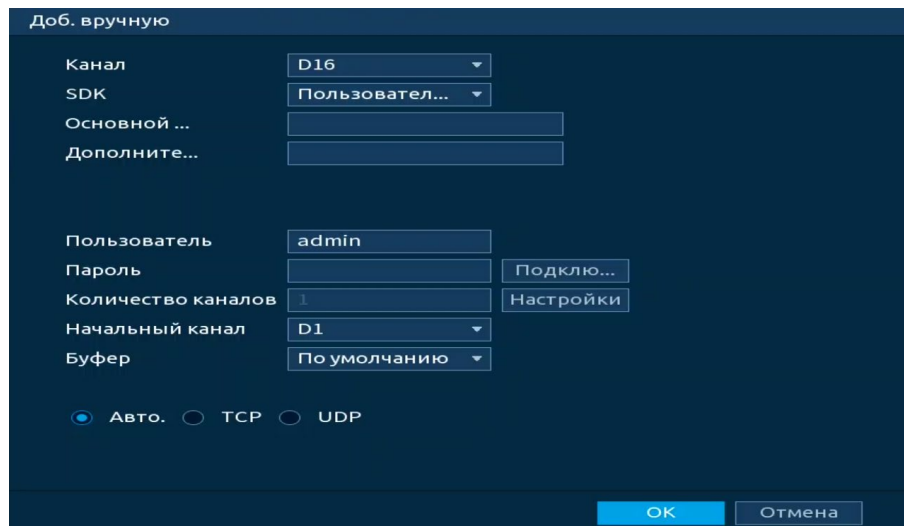 Доб. вручную
Канал D16
SDK Пользовател...
Основной ...
Дополните...
Пользователь admin
Пароль Подклю...
Количество каналов 1 Настройки
Начальный канал D1
Буфер По умолчанию
Авто. TCP UDP
OK Отмена